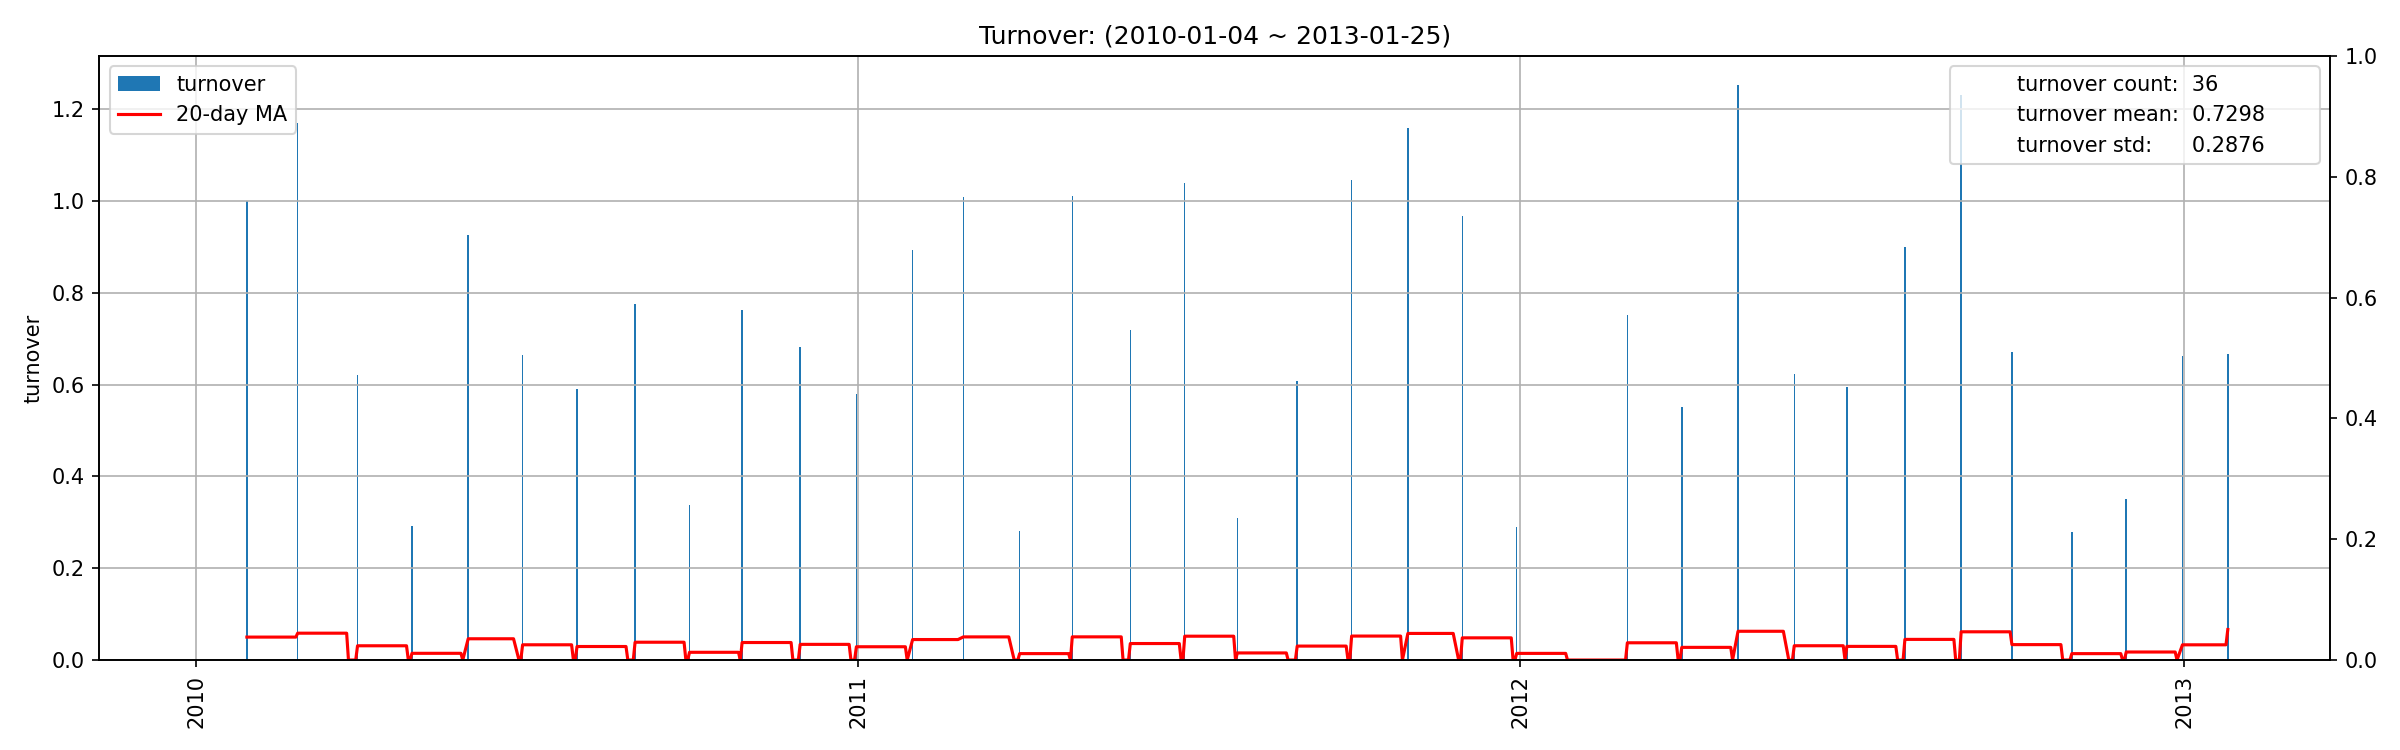 Turnover: (2010-01-04 ~ 2013-01-25)
turnover
20-day MA
turnover count: 36
turnover mean: 0.7298
turnover std: 0.2876
turnover
1.2
1.0
0.8
0.6
0.4
0.2
0.0
1.0
0.8
0.6
0.4
0.2
0.0
2010
2011
2012
2013